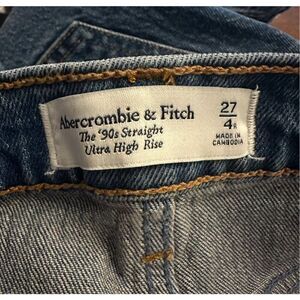 Abercrombie & Fitch
The '90s Straight
Ultra High Rise
27
4R
MADE IN
CAMBODIA